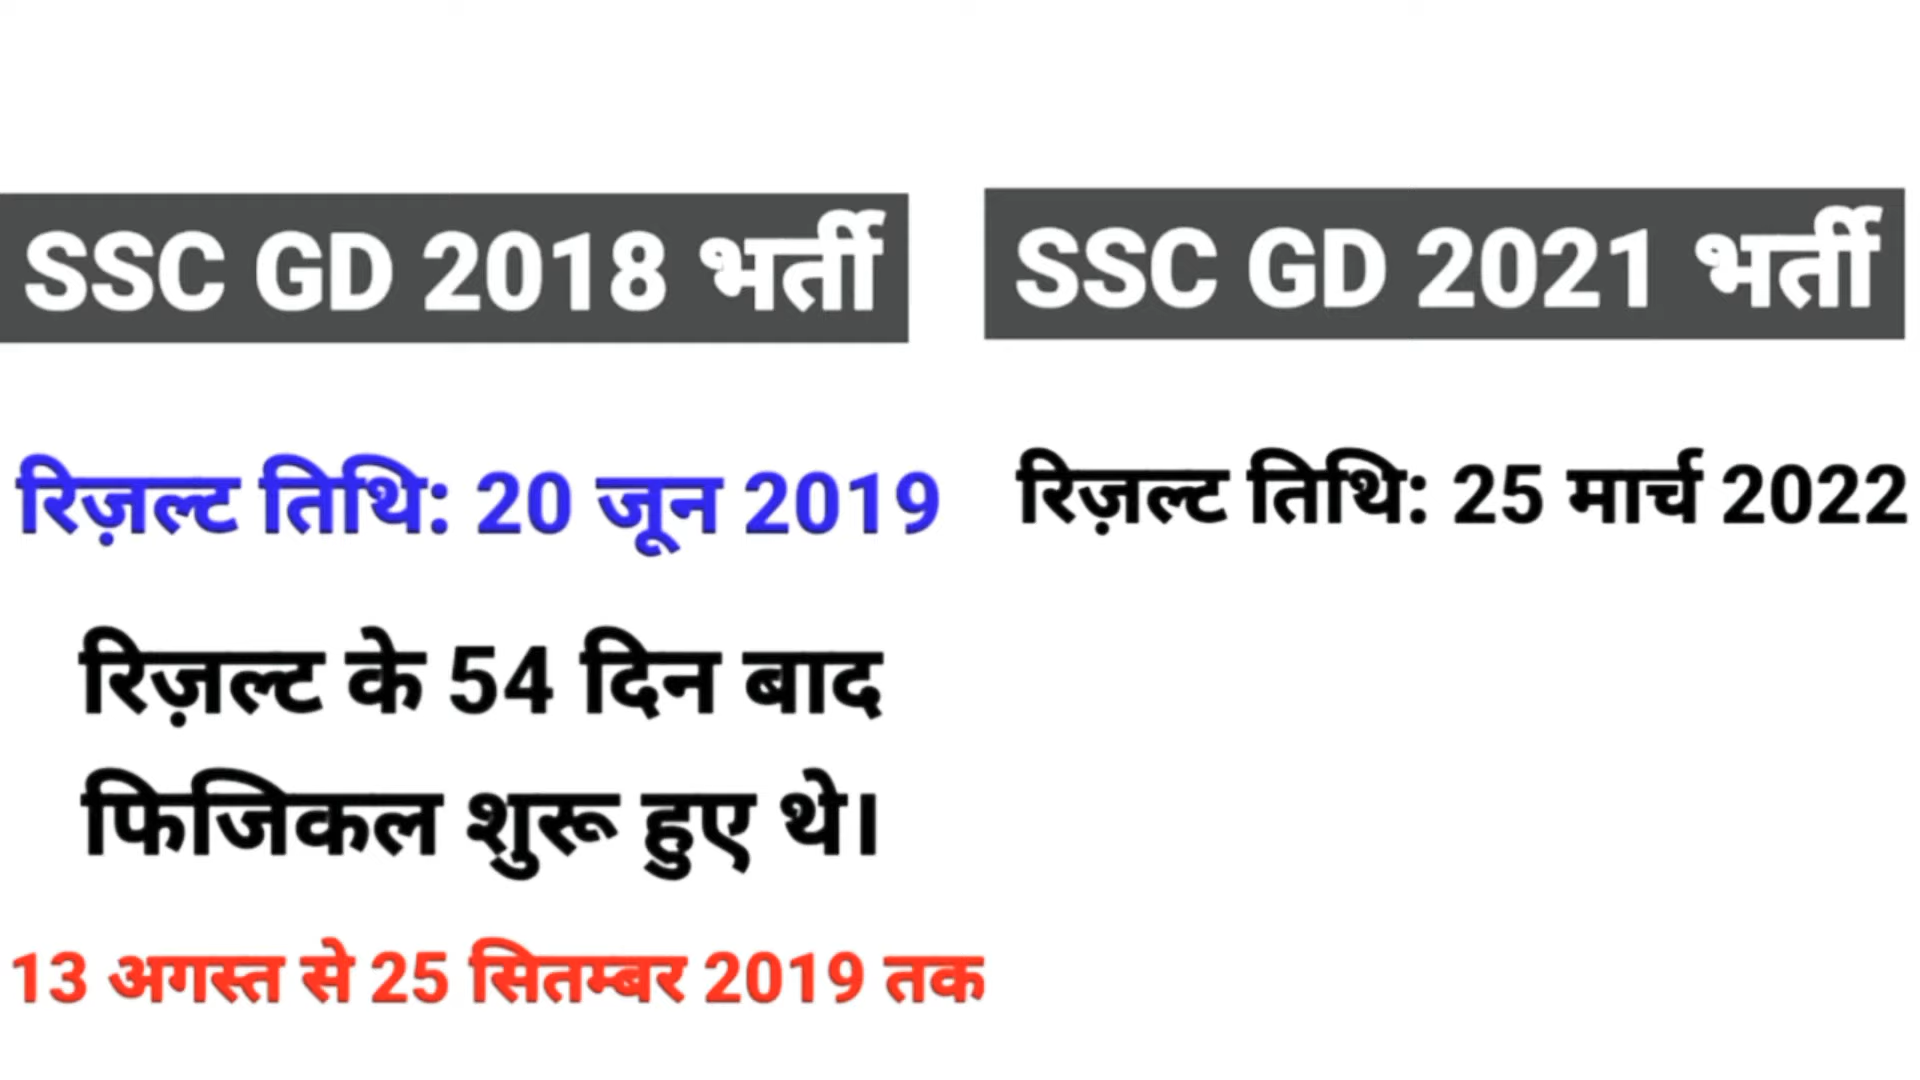 SSC GD 2018 भर्ती
रिज़ल्ट तिथि: 20 जून 2019
रिज़ल्ट के 54 दिन बाद
फिजिकल शुरू हुए थे।
13 अगस्त से 25 सितम्बर 2019 तक
SSC GD 2021 भर्ती
रिज़ल्ट तिथि: 25 मार्च 2022